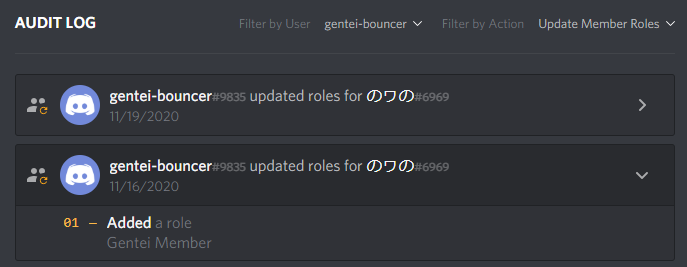 AUDIT LOG Filter by User gentei-bouncer Filter by Action Update Member Roles
gentei-bouncer#9835 updated roles for のワの#6969
11/19/2020
gentei-bouncer#9835 updated roles for のワの#6969
11/16/2020
01 — Added a role
Gentei Member